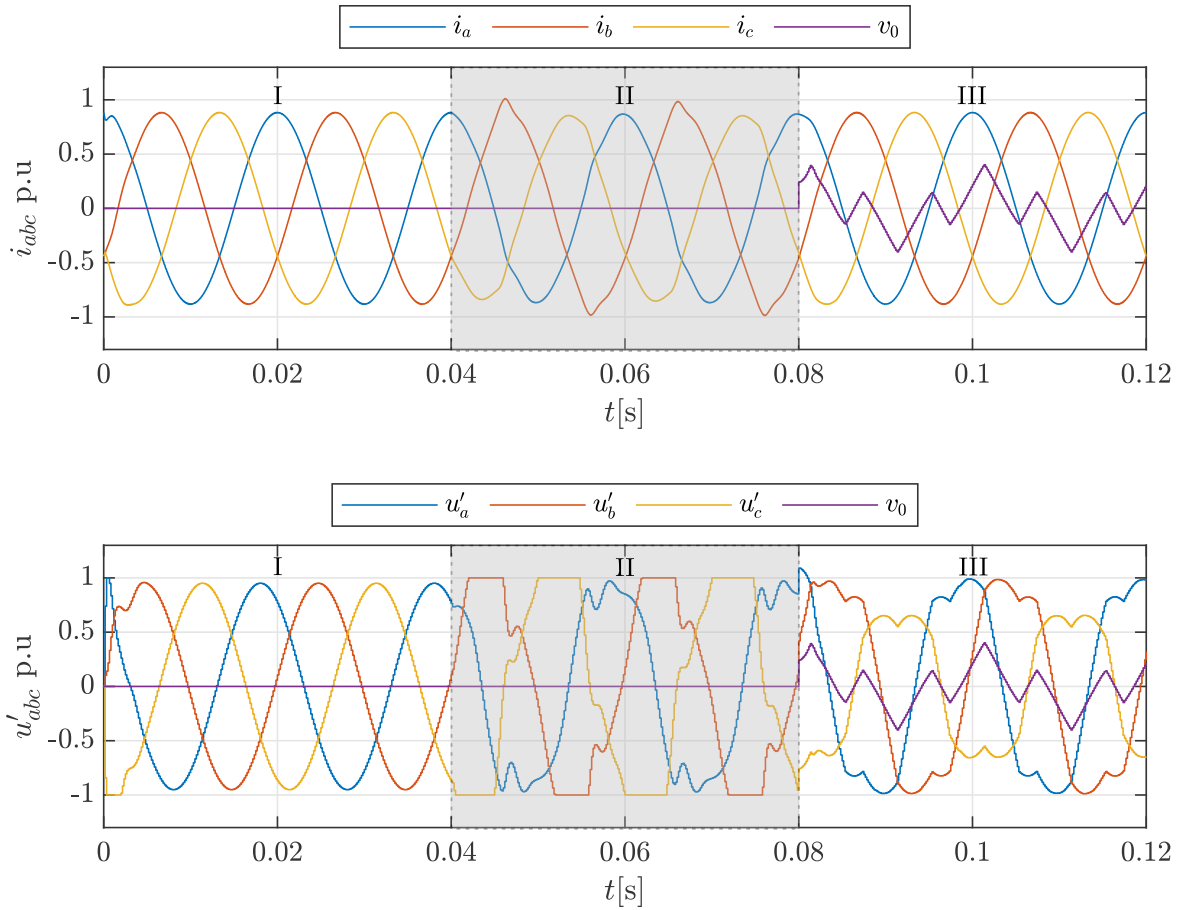 i_a i_b i_c v_0
I II III
1
0.5
0
-0.5
-1
i_abc p.u
0 0.02 0.04 0.06 0.08 0.1 0.12
t[s]
u'_a u'_b u'_c v_0
I II III
1
0.5
0
-0.5
-1
u'_abc p.u
0 0.02 0.04 0.06 0.08 0.1 0.12
t[s]